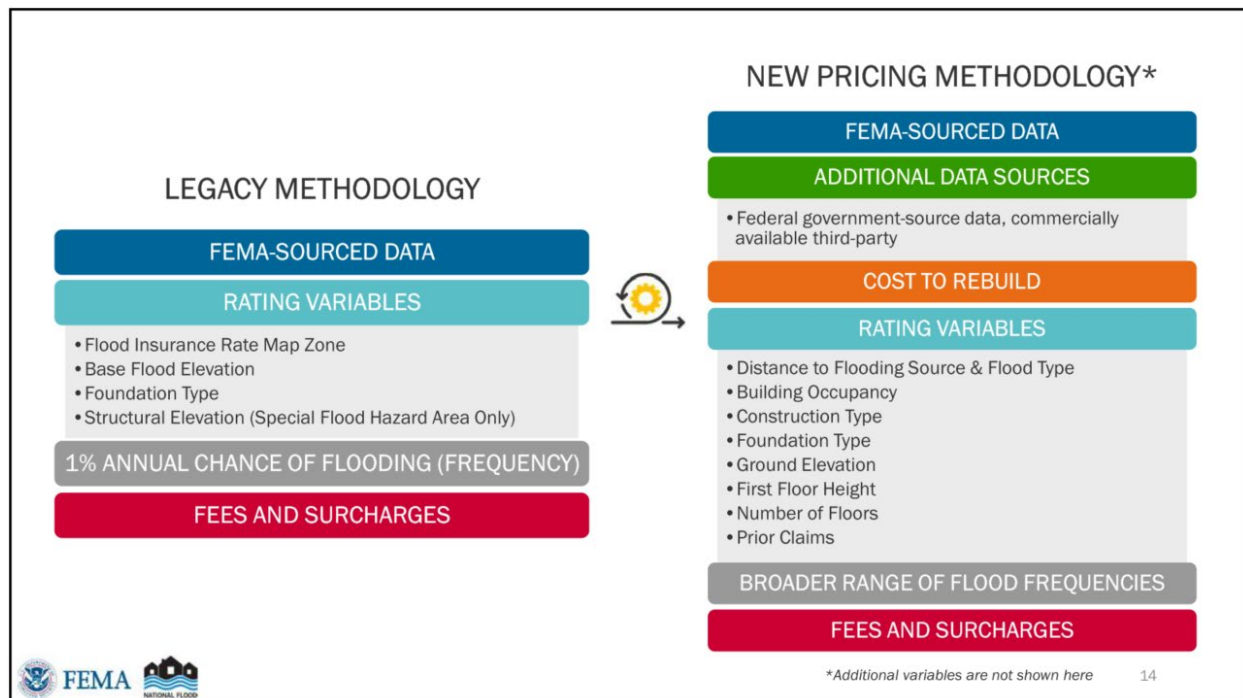 LEGACY METHODOLOGY
FEMA-SOURCED DATA
RATING VARIABLES
• Flood Insurance Rate Map Zone
• Base Flood Elevation
• Foundation Type
• Structural Elevation (Special Flood Hazard Area Only)
1% ANNUAL CHANCE OF FLOODING (FREQUENCY)
FEES AND SURCHARGES
NEW PRICING METHODOLOGY*
FEMA-SOURCED DATA
ADDITIONAL DATA SOURCES
• Federal government-source data, commercially
available third-party
COST TO REBUILD
RATING VARIABLES
• Distance to Flooding Source & Flood Type
• Building Occupancy
• Construction Type
• Foundation Type
• Ground Elevation
• First Floor Height
• Number of Floors
• Prior Claims
BROADER RANGE OF FLOOD FREQUENCIES
FEES AND SURCHARGES
FEMA
NATIONAL FLOOD
*Additional variables are not shown here
14